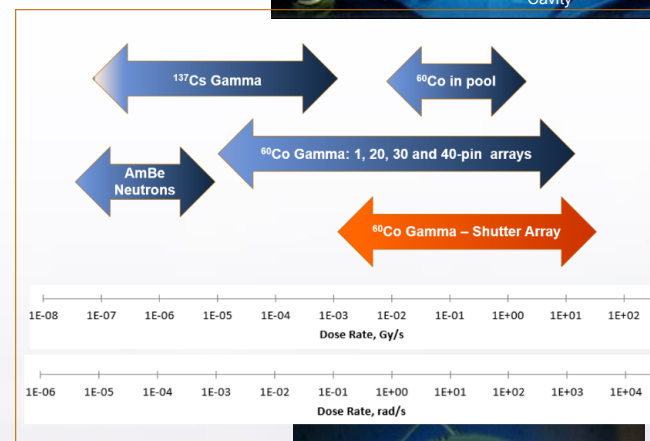 Cavity
¹³⁷Cs Gamma
⁶⁰Co in pool
⁶⁰Co Gamma: 1, 20, 30 and 40-pin arrays
AmBe
Neutrons
⁶⁰Co Gamma – Shutter Array
1E-08 1E-07 1E-06 1E-05 1E-04 1E-03 1E-02 1E-01 1E+00 1E+01 1E+02
Dose Rate, Gy/s
1E-06 1E-05 1E-04 1E-03 1E-02 1E-01 1E+00 1E+01 1E+02 1E+03 1E+04
Dose Rate, rad/s